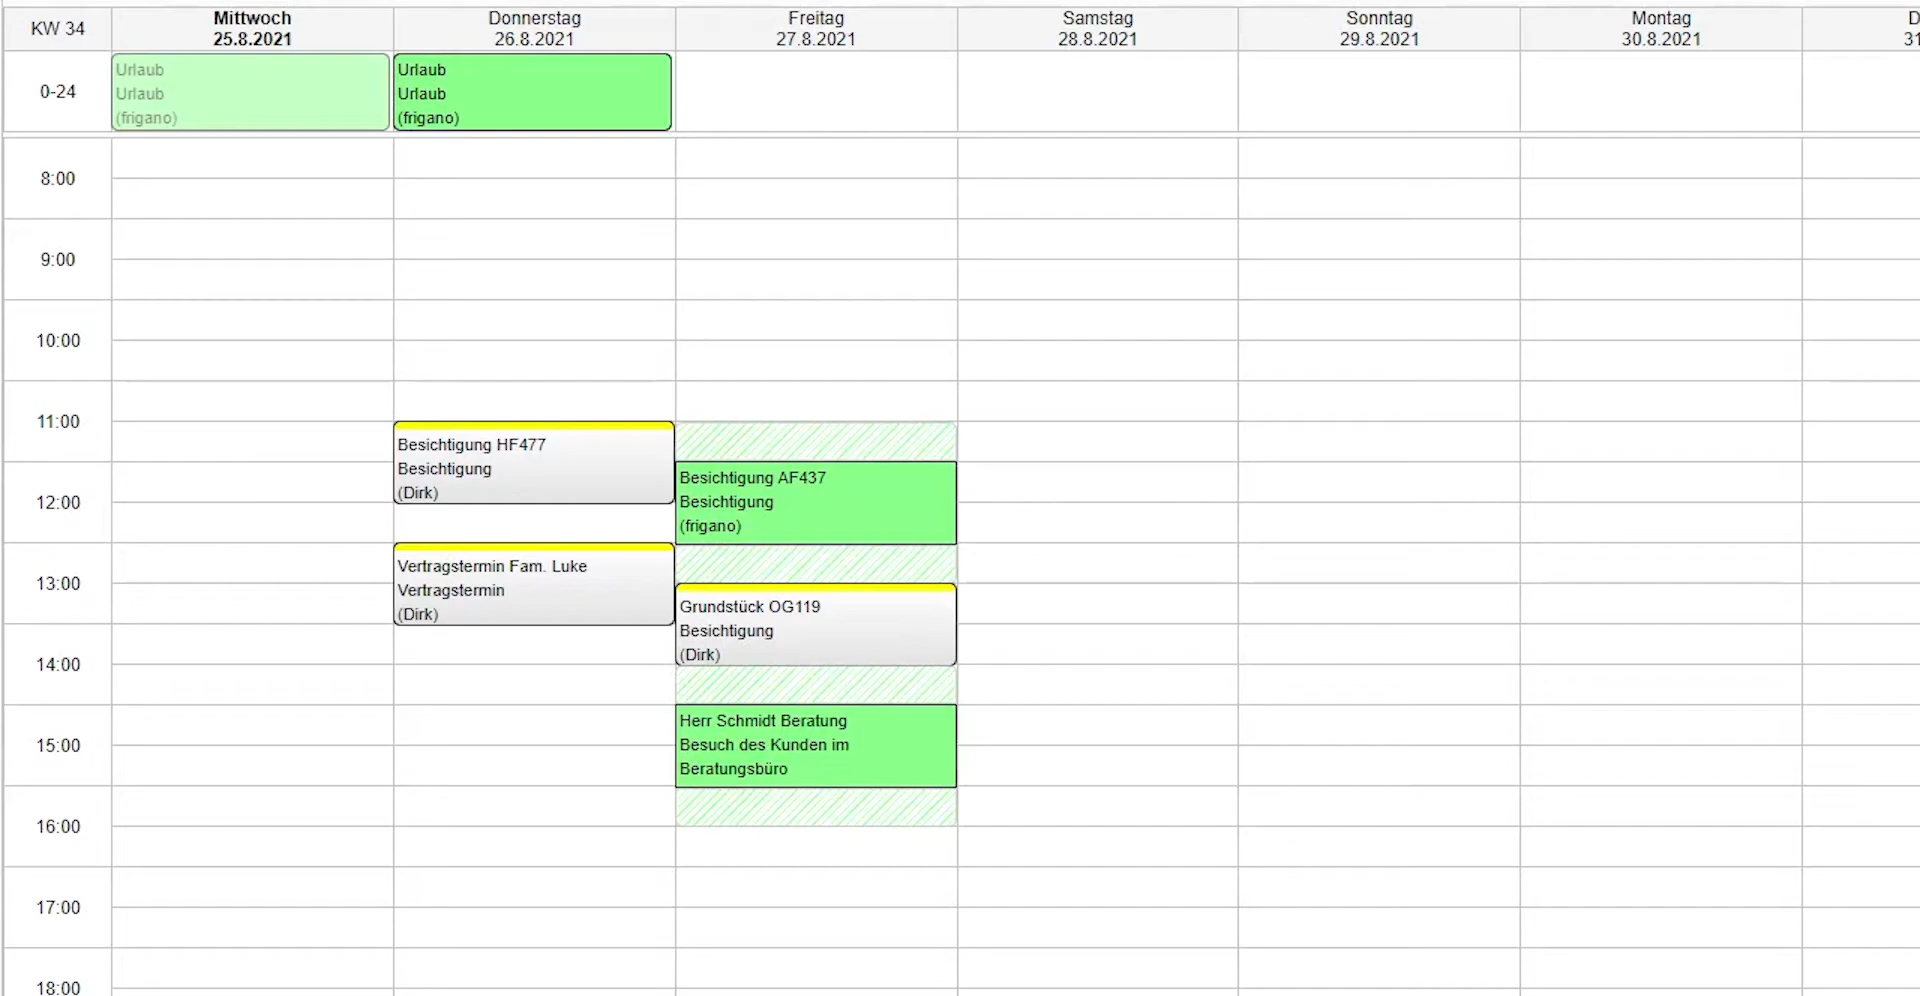 KW 34
Mittwoch
25.8.2021
Donnerstag
26.8.2021
Freitag
27.8.2021
Samstag
28.8.2021
Sonntag
29.8.2021
Montag
30.8.2021
D
31
0-24
Urlaub
Urlaub
(frigano)
Urlaub
Urlaub
(frigano)
8:00
9:00
10:00
11:00
12:00
13:00
14:00
15:00
16:00
17:00
18:00
Besichtigung HF477
Besichtigung
(Dirk)
Vertragstermin Fam. Luke
Vertragstermin
(Dirk)
Besichtigung AF437
Besichtigung
(frigano)
Grundstück OG119
Besichtigung
(Dirk)
Herr Schmidt Beratung
Besuch des Kunden im
Beratungsbüro